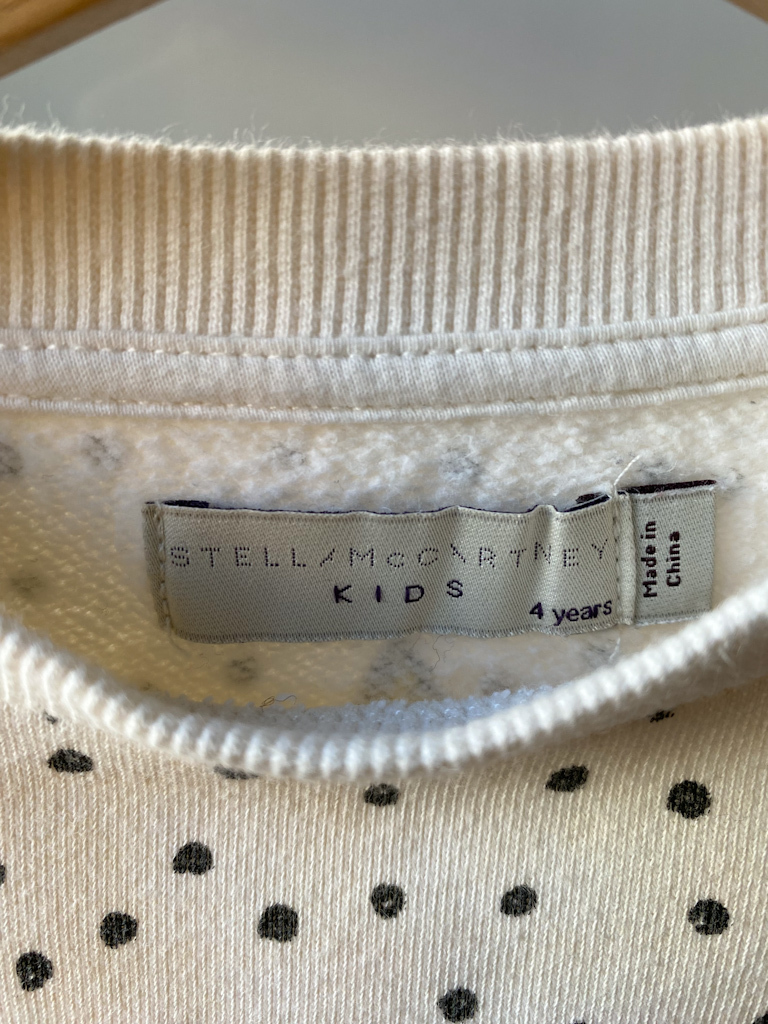 STELLA McCARTNEY
KIDS
4 years
Made in
China